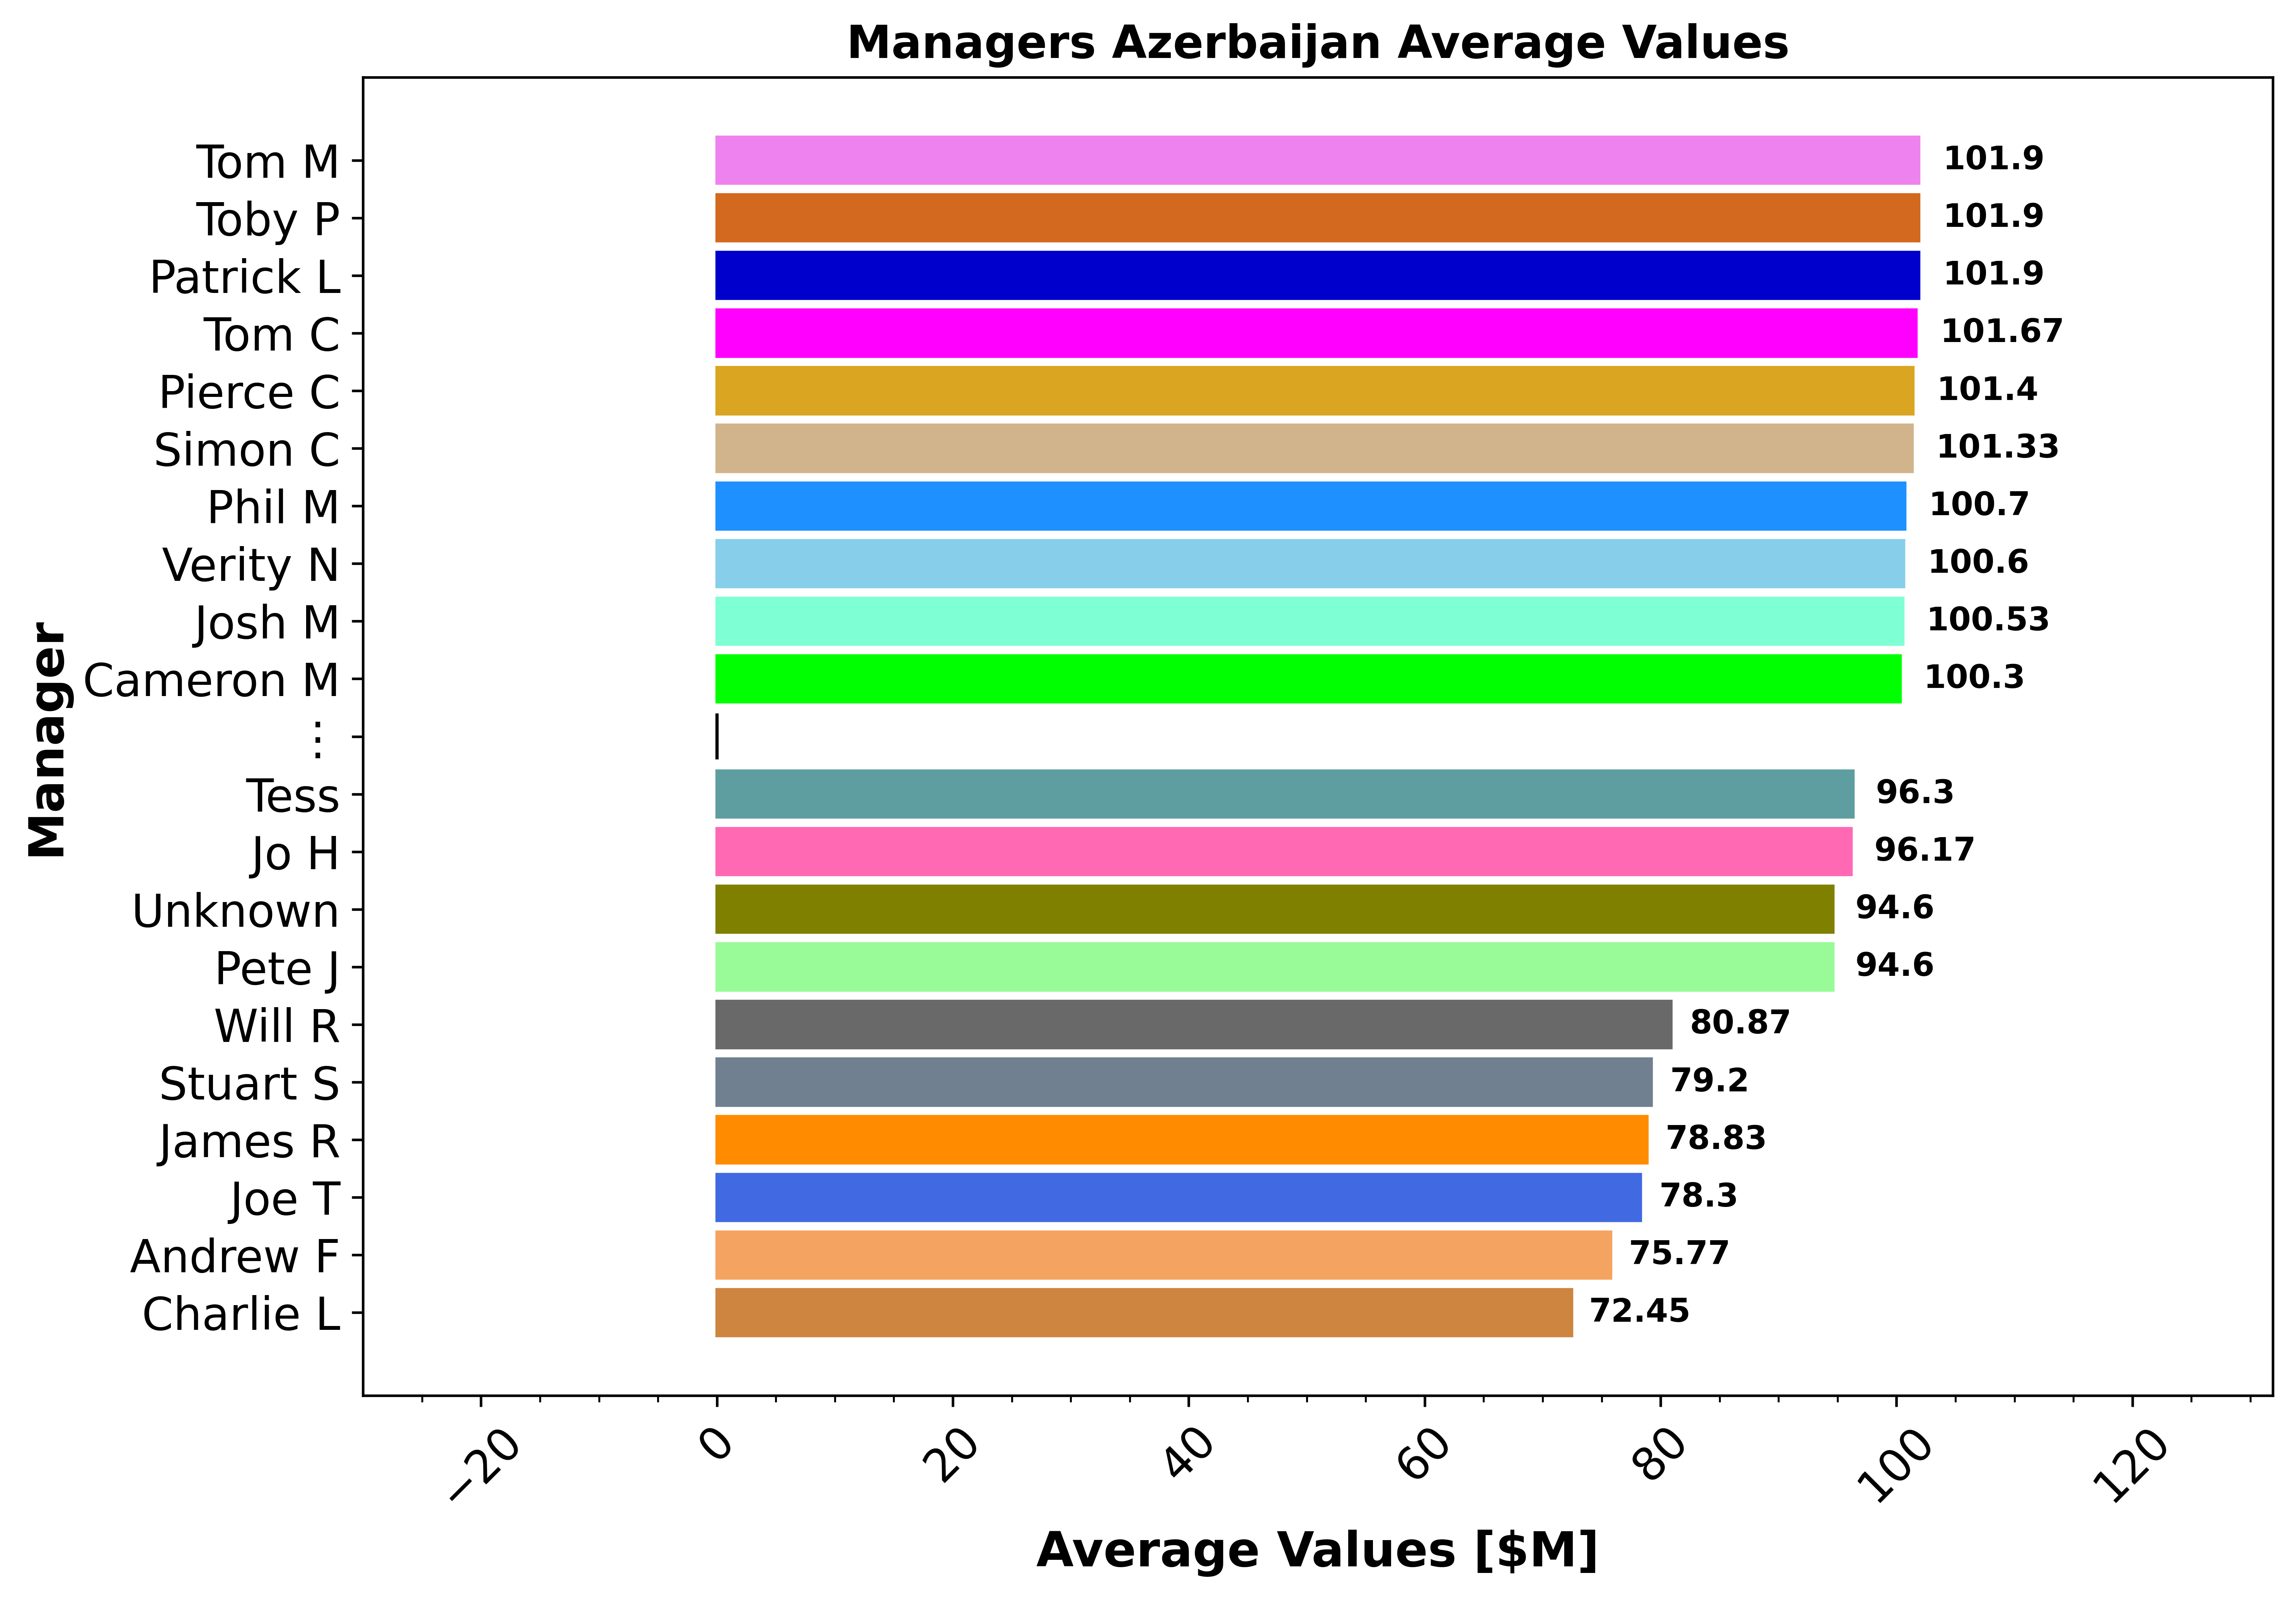 Managers Azerbaijan Average Values
Manager
Tom M 101.9
Toby P 101.9
Patrick L 101.9
Tom C 101.67
Pierce C 101.4
Simon C 101.33
Phil M 100.7
Verity N 100.6
Josh M 100.53
Cameron M 100.3
⋮
Tess 96.3
Jo H 96.17
Unknown 94.6
Pete J 94.6
Will R 80.87
Stuart S 79.2
James R 78.83
Joe T 78.3
Andrew F 75.77
Charlie L 72.45
−20 0 20 40 60 80 100 120
Average Values [$M]